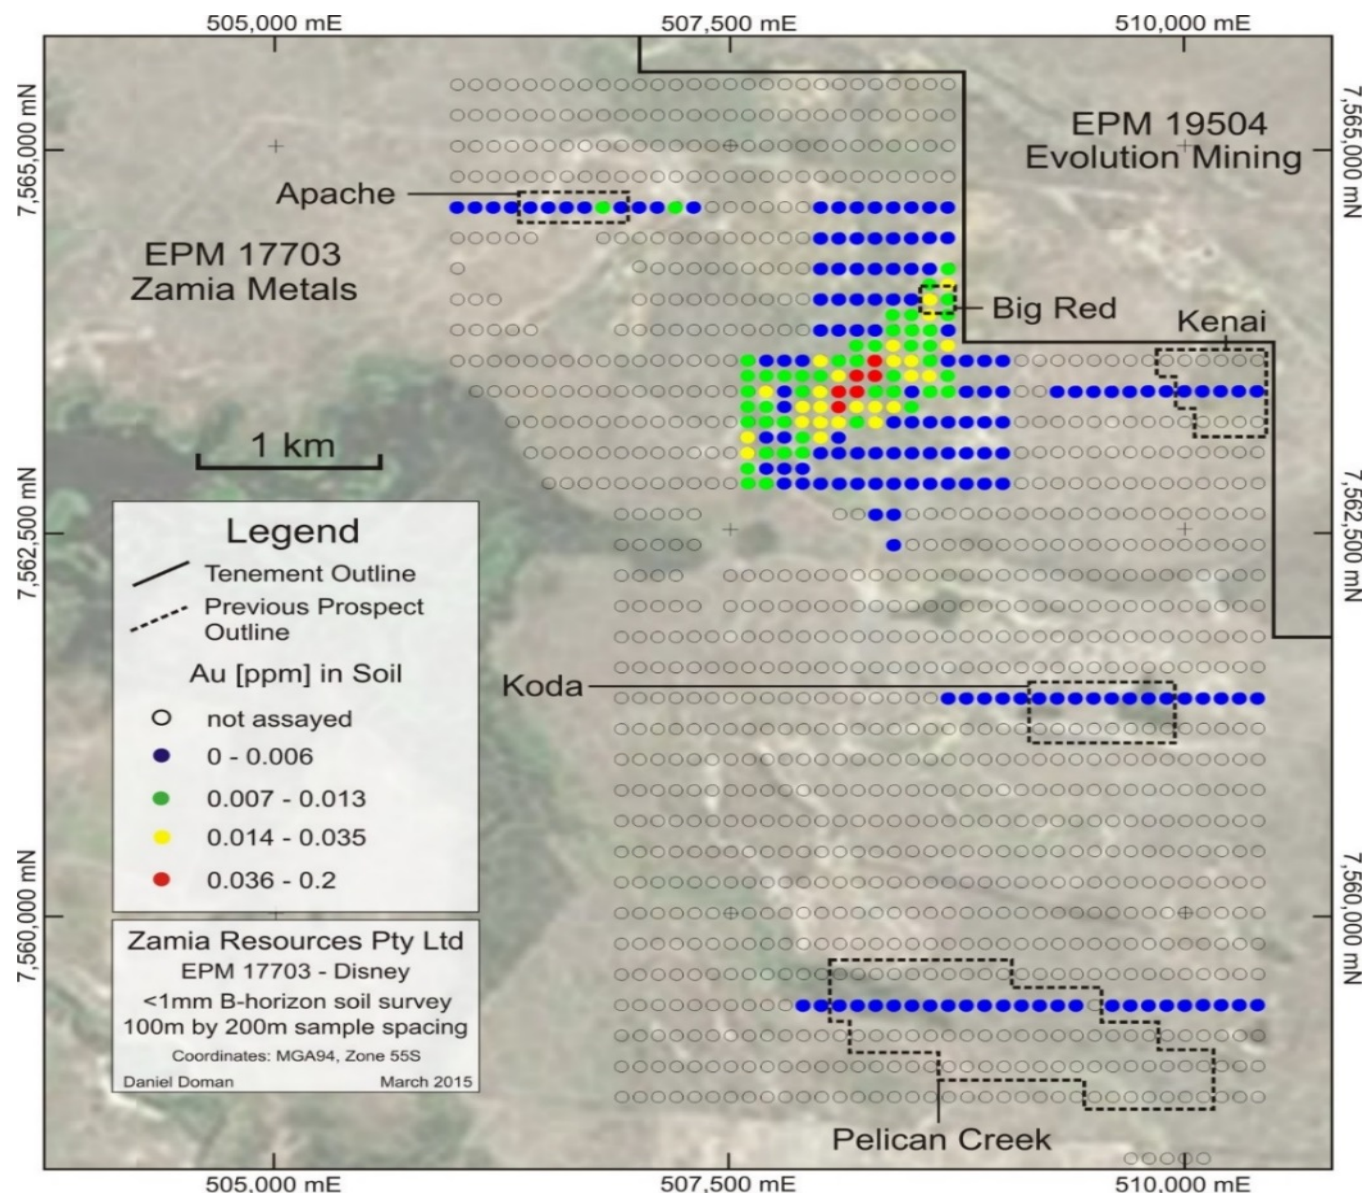 505,000 mE
507,500 mE
510,000 mE
7,565,000 mN
7,565,000 mN
EPM 19504
Evolution Mining
Apache
EPM 17703
Zamia Metals
Big Red
Kenai
1 km
7,562,500 mN
7,562,500 mN
Legend
Tenement Outline
Previous Prospect
Outline
Au [ppm] in Soil
not assayed
0 - 0.006
0.007 - 0.013
0.014 - 0.035
0.036 - 0.2
Koda
7,560,000 mN
7,560,000 mN
Zamia Resources Pty Ltd
EPM 17703 - Disney
<1mm B-horizon soil survey
100m by 200m sample spacing
Coordinates: MGA94, Zone 55S
Daniel Doman March 2015
Pelican Creek
505,000 mE
507,500 mE
510,000 mE